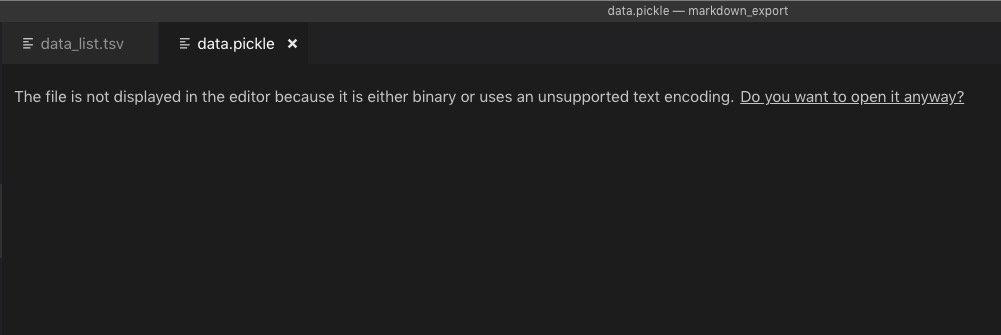 data.pickle — markdown_export
data_list.tsv data.pickle
The file is not displayed in the editor because it is either binary or uses an unsupported text encoding. Do you want to open it anyway?